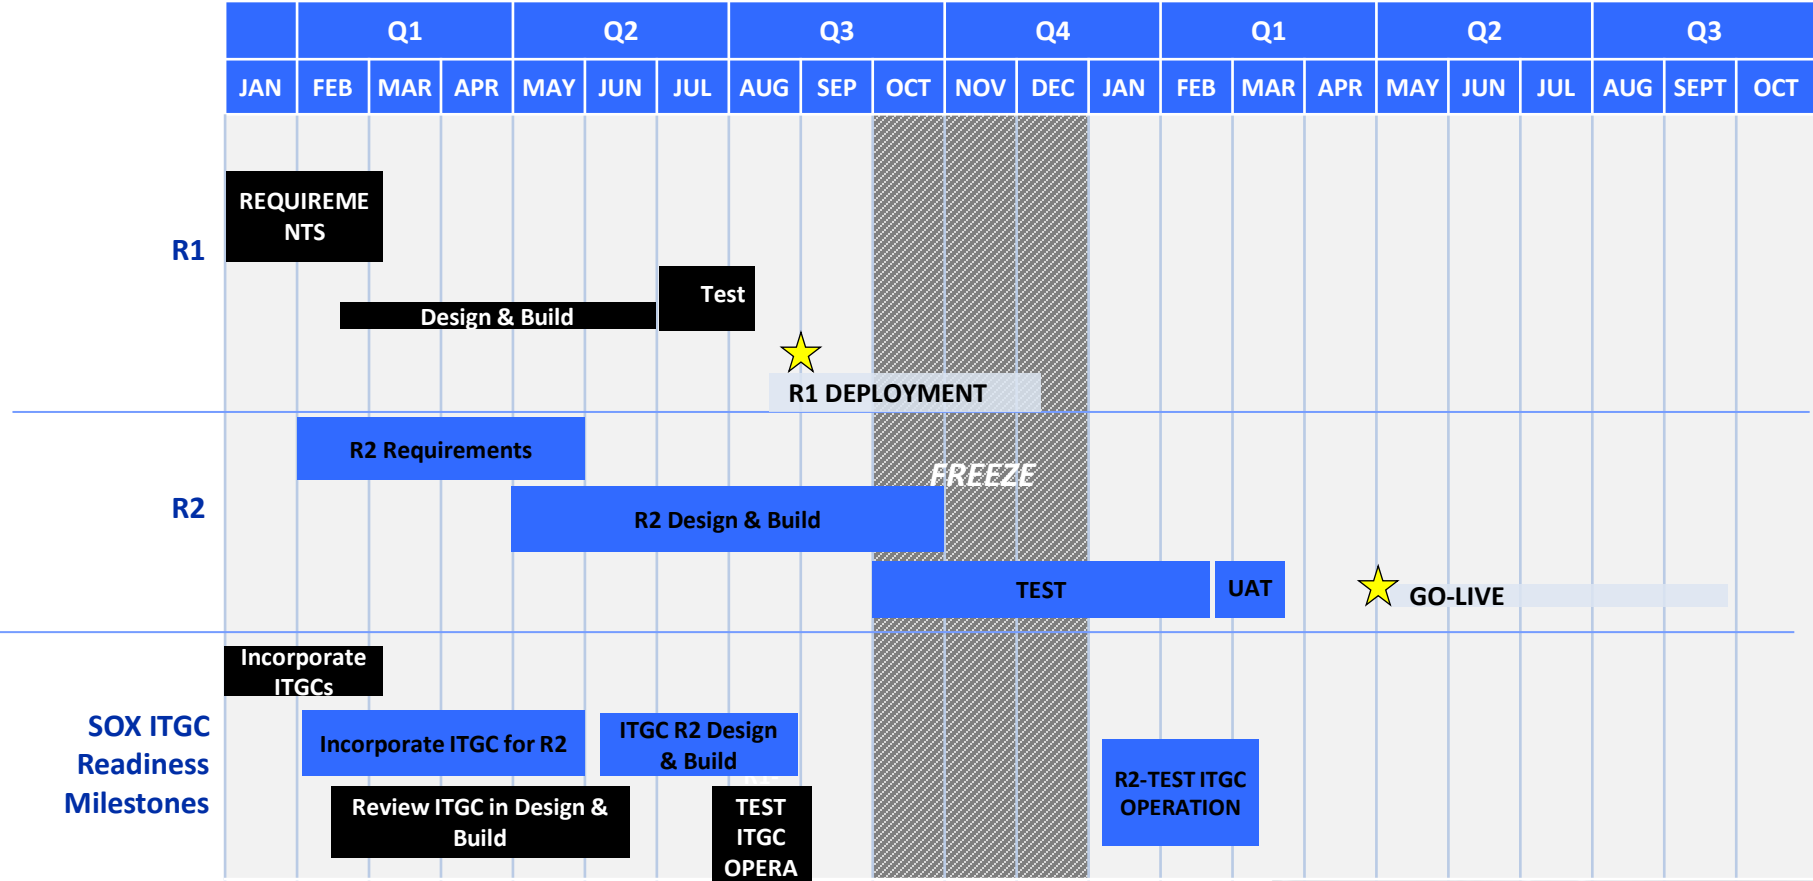 Q1 Q2 Q3 Q4 Q1 Q2 Q3
JAN FEB MAR APR MAY JUN JUL AUG SEP OCT NOV DEC JAN FEB MAR APR MAY JUN JUL AUG SEPT OCT
REQUIREME
NTS
R1
Test
Design & Build
R1 DEPLOYMENT
R2 Requirements
FREEZE
R2
R2 Design & Build
TEST
UAT
GO-LIVE
Incorporate
ITGCs
SOX ITGC
Readiness
Milestones
Incorporate ITGC for R2
ITGC R2 Design
& Build
R2-TEST ITGC
OPERATION
Review ITGC in Design &
Build
TEST
ITGC
OPERA